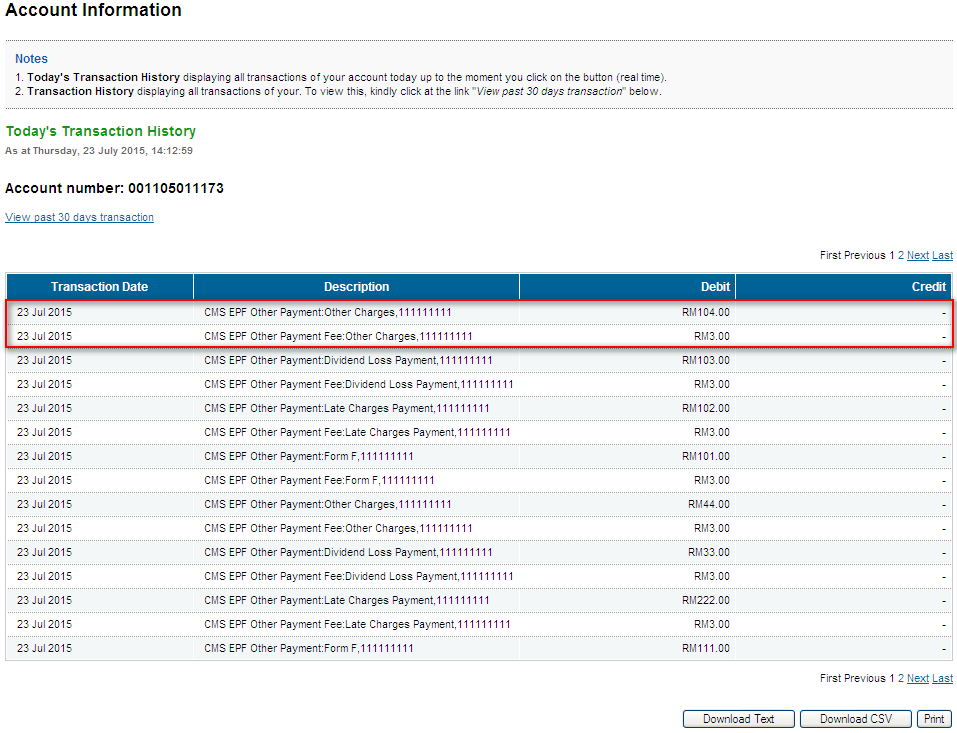 Account Information
Notes
1. Today's Transaction History displaying all transactions of your account today up to the moment you click on the button (real time).
2. Transaction History displaying all transactions of your. To view this, kindly click at the link "View past 30 days transaction" below.
Today's Transaction History
As at Thursday, 23 July 2015, 14:12:59
Account number: 001105011173
View past 30 days transaction
First Previous 1 2 Next Last
Transaction Date Description Debit Credit
23 Jul 2015 CMS EPF Other Payment:Other Charges,111111111 RM104.00 -
23 Jul 2015 CMS EPF Other Payment Fee:Other Charges,111111111 RM3.00 -
23 Jul 2015 CMS EPF Other Payment:Dividend Loss Payment,111111111 RM103.00 -
23 Jul 2015 CMS EPF Other Payment Fee:Dividend Loss Payment,111111111 RM3.00 -
23 Jul 2015 CMS EPF Other Payment:Late Charges Payment,111111111 RM102.00 -
23 Jul 2015 CMS EPF Other Payment Fee:Late Charges Payment,111111111 RM3.00 -
23 Jul 2015 CMS EPF Other Payment:Form F,111111111 RM101.00 -
23 Jul 2015 CMS EPF Other Payment Fee:Form F,111111111 RM3.00 -
23 Jul 2015 CMS EPF Other Payment:Other Charges,111111111 RM44.00 -
23 Jul 2015 CMS EPF Other Payment Fee:Other Charges,111111111 RM3.00 -
23 Jul 2015 CMS EPF Other Payment:Dividend Loss Payment,111111111 RM33.00 -
23 Jul 2015 CMS EPF Other Payment Fee:Dividend Loss Payment,111111111 RM3.00 -
23 Jul 2015 CMS EPF Other Payment:Late Charges Payment,111111111 RM222.00 -
23 Jul 2015 CMS EPF Other Payment Fee:Late Charges Payment,111111111 RM3.00 -
23 Jul 2015 CMS EPF Other Payment:Form F,111111111 RM111.00 -
First Previous 1 2 Next Last
Download Text Download CSV Print